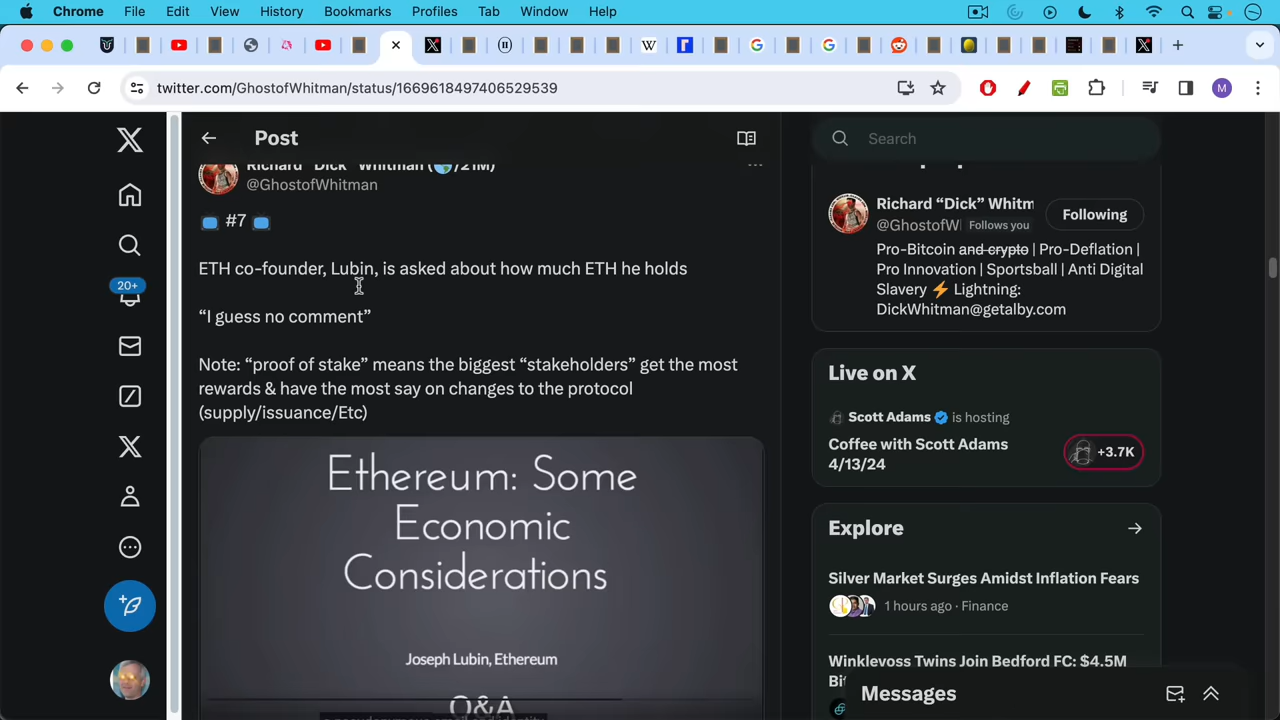 Chrome File Edit View History Bookmarks Profiles Tab Window Help
twitter.com/GhostofWhitman/status/1669618497406529539
M
Post
Search
Richard “Dick” Whitman (🌎/21M)
@GhostofWhitman
#7
ETH co-founder, Lubin, is asked about how much ETH he holds
“I guess no comment”
Note: “proof of stake” means the biggest “stakeholders” get the most
rewards & have the most say on changes to the protocol
(supply/issuance/Etc)
Ethereum: Some
Economic
Considerations
Joseph Lubin, Ethereum
Q&A
20+
Richard “Dick” Whitm
@GhostofW Follows you
Following
Pro-Bitcoin and crypto | Pro-Deflation |
Pro Innovation | Sportsball | Anti Digital
Slavery ⚡ Lightning:
DickWhitman@getalby.com
Live on X
Scott Adams is hosting
Coffee with Scott Adams
4/13/24
+3.7K
Explore
Silver Market Surges Amidst Inflation Fears
1 hours ago · Finance
Winklevoss Twins Join Bedford FC: $4.5M
Messages